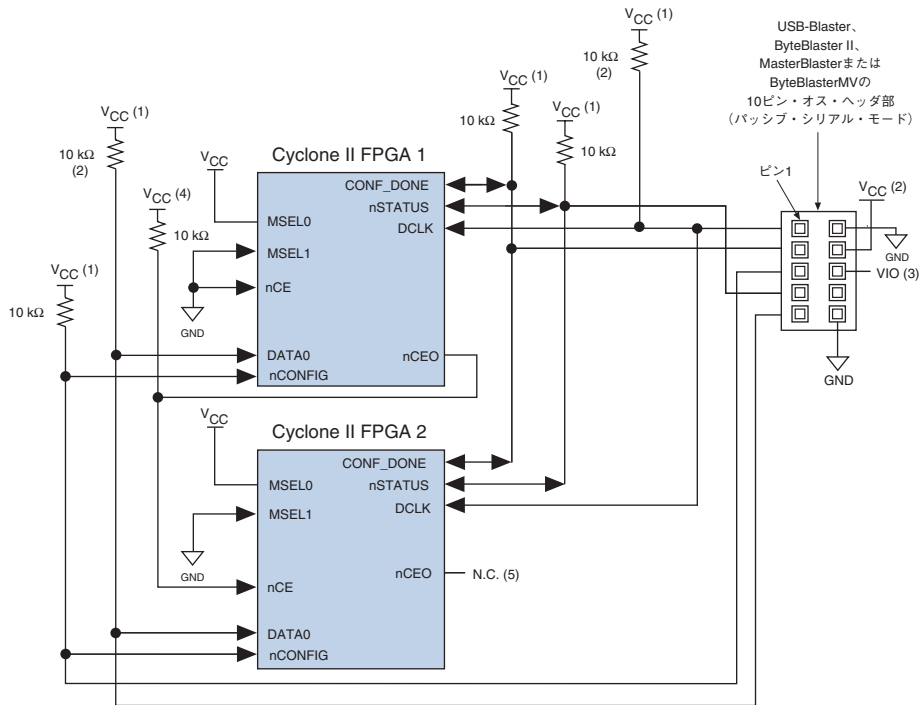 VCC (1)
10 kΩ
(2)
VCC (1)
10 kΩ
VCC (1)
10 kΩ
USB-Blaster、
ByteBlaster II、
MasterBlasterまたは
ByteBlasterMVの
10ピン・オス・ヘッダ部
(パッシブ・シリアル・モード)
ピン1
VCC (2)
GND
VIO (3)
GND
VCC (1)
10 kΩ
(2)
VCC
VCC (4)
10 kΩ
VCC (1)
10 kΩ
Cyclone II FPGA 1
CONF_DONE
nSTATUS
DCLK
MSEL0
MSEL1
nCE
GND
DATA0
nCONFIG
nCEO
VCC
Cyclone II FPGA 2
CONF_DONE
nSTATUS
DCLK
MSEL0
MSEL1
GND
nCE
nCEO
N.C. (5)
DATA0
nCONFIG